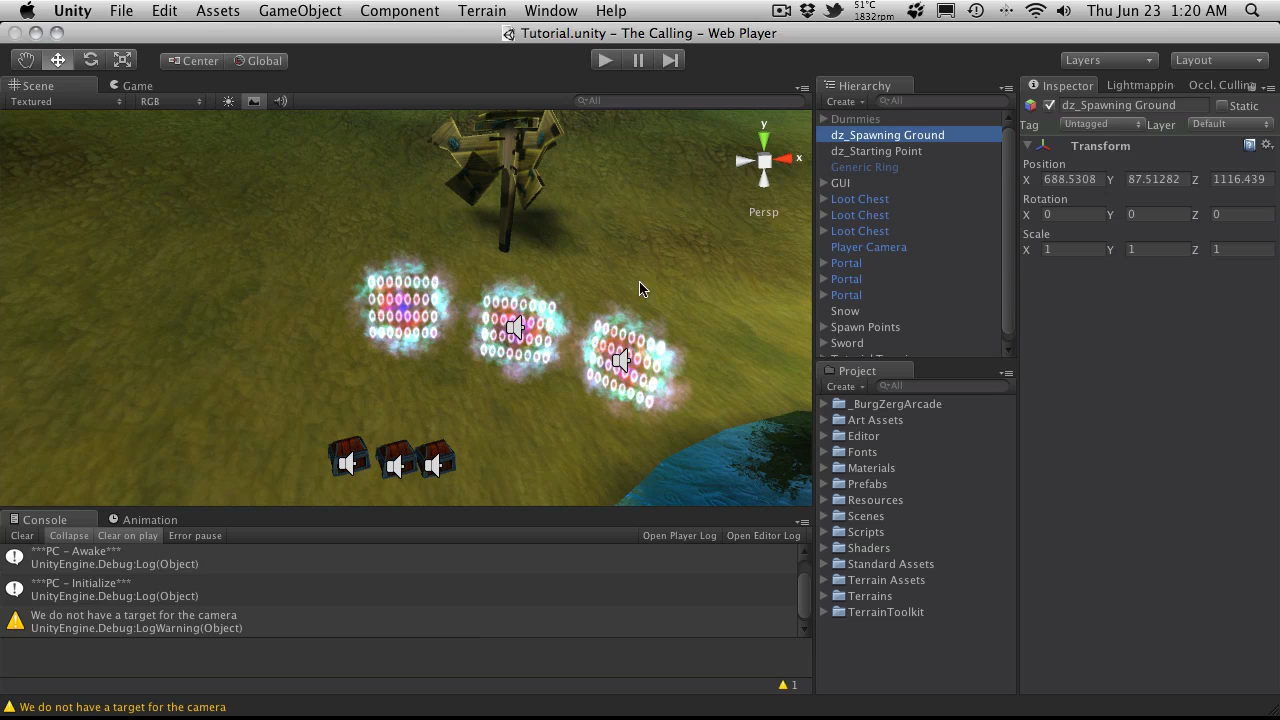 Unity File Edit Assets GameObject Component Terrain Window Help 51°C 1832rpm Thu Jun 23 1:20 AM
Tutorial.unity – The Calling – Web Player
Center Global Layers Layout
Scene Game
Textured RGB All
y
x
Persp
Hierarchy
Create All
Dummies
dz_Spawning Ground
dz_Starting Point
Generic Ring
GUI
Loot Chest
Loot Chest
Loot Chest
Player Camera
Portal
Portal
Portal
Snow
Spawn Points
Sword
Project
Create All
_BurgZergArcade
Art Assets
Editor
Fonts
Materials
Prefabs
Resources
Scenes
Scripts
Shaders
Standard Assets
Terrain Assets
Terrains
TerrainToolkit
Inspector Lightmappin Occl. Culling
dz_Spawning Ground Static
Tag Untagged Layer Default
Transform
Position
X 688.5308 Y 87.51282 Z 1116.439
Rotation
X 0 Y 0 Z 0
Scale
X 1 Y 1 Z 1
Console Animation
Clear Collapse Clear on play Error pause Open Player Log Open Editor Log
***PC – Awake***
UnityEngine.Debug:Log(Object)
***PC – Initialize***
UnityEngine.Debug:Log(Object)
We do not have a target for the camera
UnityEngine.Debug:LogWarning(Object)
1
We do not have a target for the camera